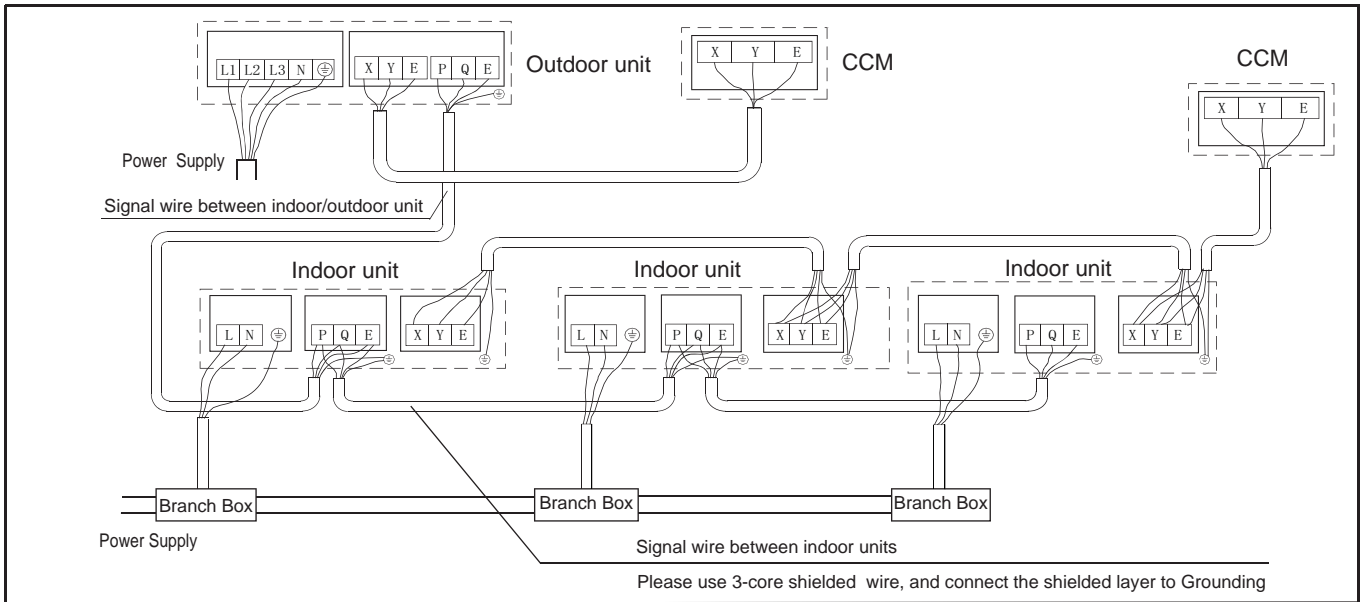 L1 L2 L3 N
X Y E P Q E
Outdoor unit
X Y E
CCM
CCM
X Y E
Power Supply
Signal wire between indoor/outdoor unit
Indoor unit
Indoor unit
Indoor unit
L N
P Q E
X Y E
L N
P Q E
X Y E
L N
P Q E
X Y E
Branch Box
Branch Box
Branch Box
Power Supply
Signal wire between indoor units
Please use 3-core shielded wire, and connect the shielded layer to Grounding